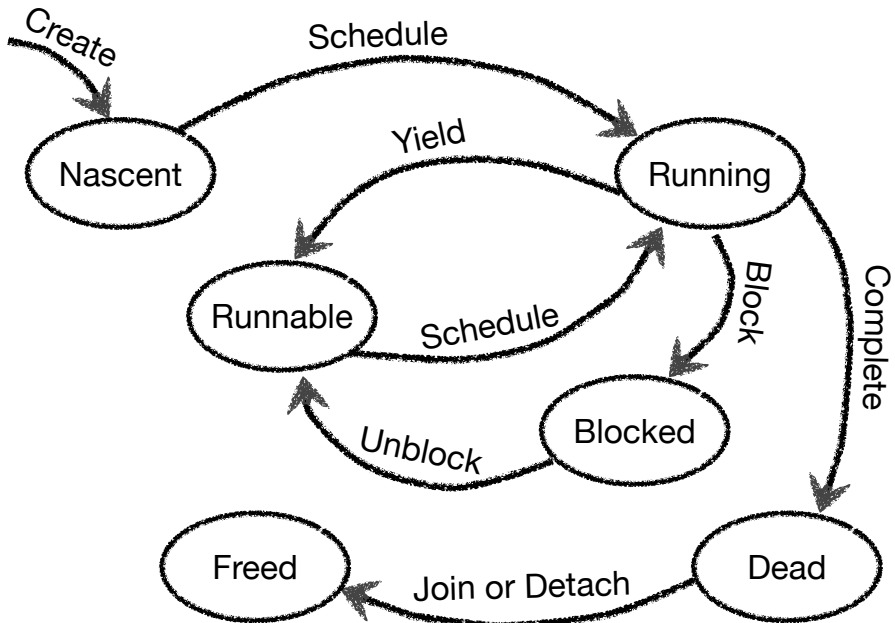 Create
Schedule
Nascent
Yield
Running
Runnable
Schedule
Block
Complete
Unblock
Blocked
Freed
Join or Detach
Dead